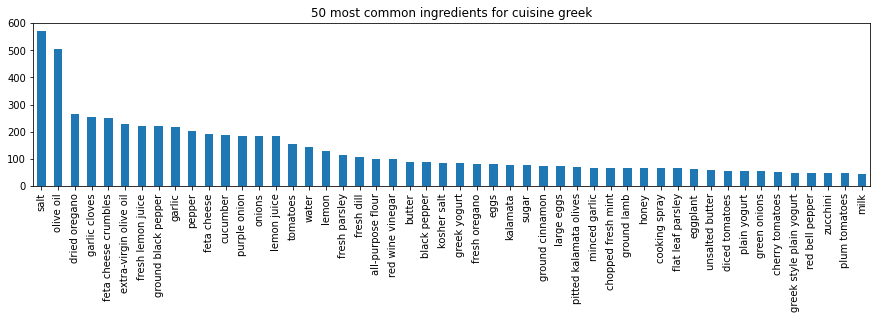 50 most common ingredients for cuisine greek
600
500
400
300
200
100
0
salt
olive oil
dried oregano
garlic cloves
feta cheese crumbles
extra-virgin olive oil
fresh lemon juice
ground black pepper
garlic
pepper
feta cheese
cucumber
purple onion
onions
lemon juice
tomatoes
water
lemon
fresh parsley
fresh dill
all-purpose flour
red wine vinegar
butter
black pepper
kosher salt
greek yogurt
fresh oregano
eggs
kalamata
sugar
ground cinnamon
large eggs
pitted kalamata olives
minced garlic
chopped fresh mint
ground lamb
honey
cooking spray
flat leaf parsley
eggplant
unsalted butter
diced tomatoes
plain yogurt
green onions
cherry tomatoes
greek style plain yogurt
red bell pepper
zucchini
plum tomatoes
milk